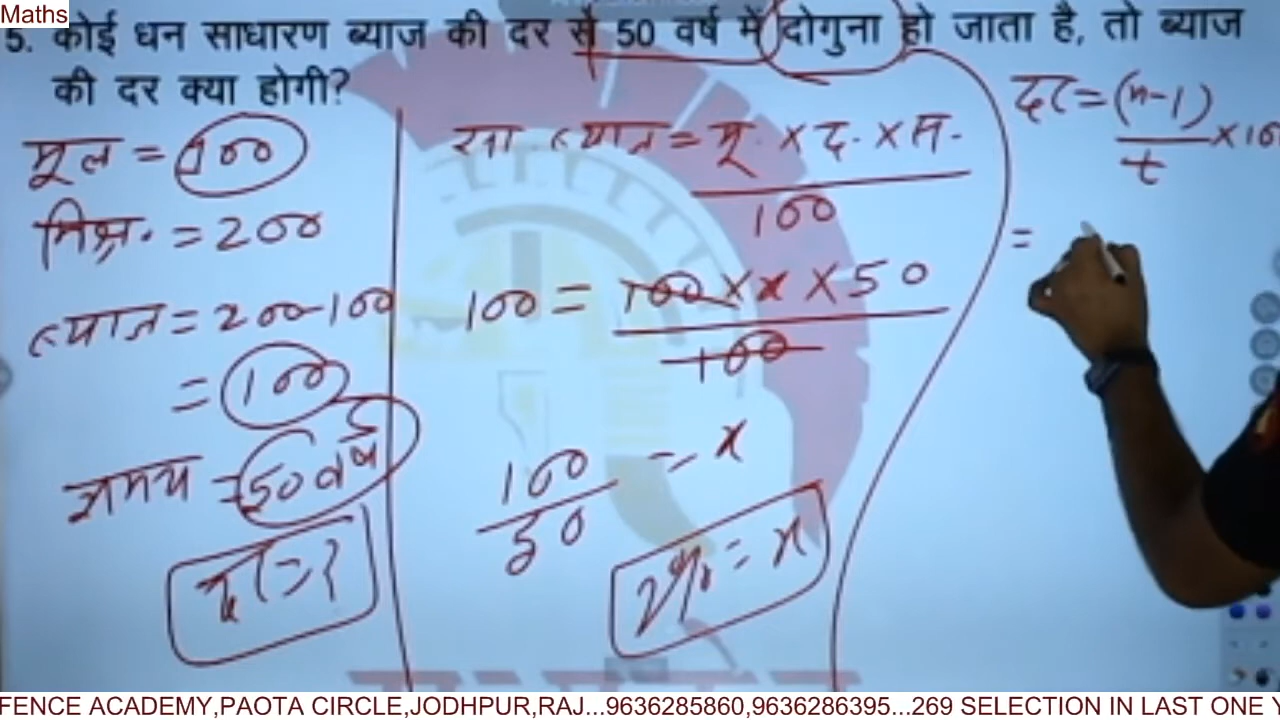 Maths
5. कोई धन साधारण ब्याज की दर से 50 वर्ष में दोगुना हो जाता है, तो ब्याज
की दर क्या होगी?
मूल = 100
मिश्र. = 200
ब्याज = 200-100
= 100
समय = 50 वर्ष
दर = ?
सा ब्याज = मू. × द. × स.
100
100 = 100 × x × 50
100
100 = x
50
2% = x
दर = (n-1) × 100
t
=
FENCE ACADEMY,PAOTA CIRCLE,JODHPUR,RAJ...9636285860,9636286395...269 SELECTION IN LAST ONE Y